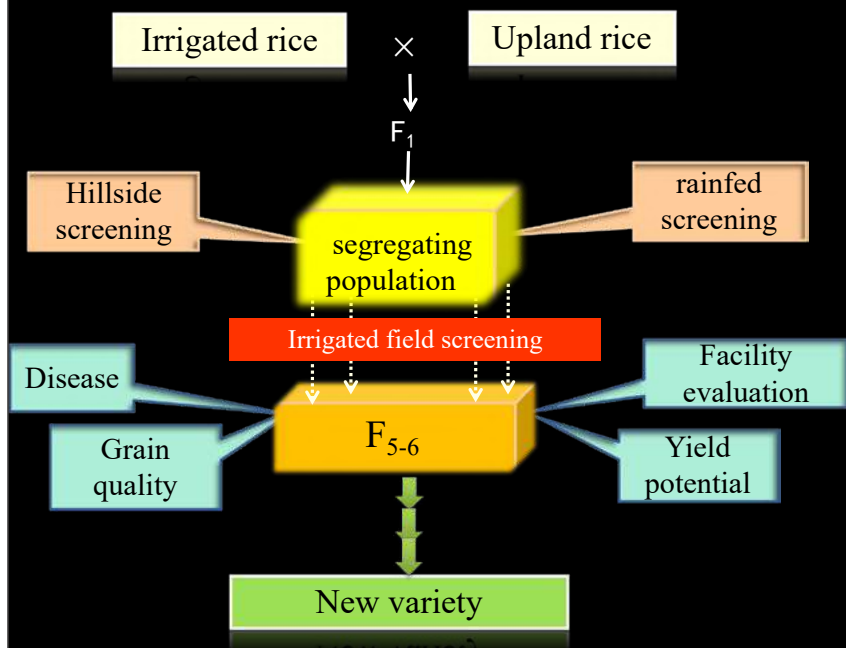 Irrigated rice
×
Upland rice
F₁
Hillside
screening
rainfed
screening
segregating
population
Irrigated field screening
Disease
Facility
evaluation
F₅₋₆
Grain
quality
Yield
potential
New variety